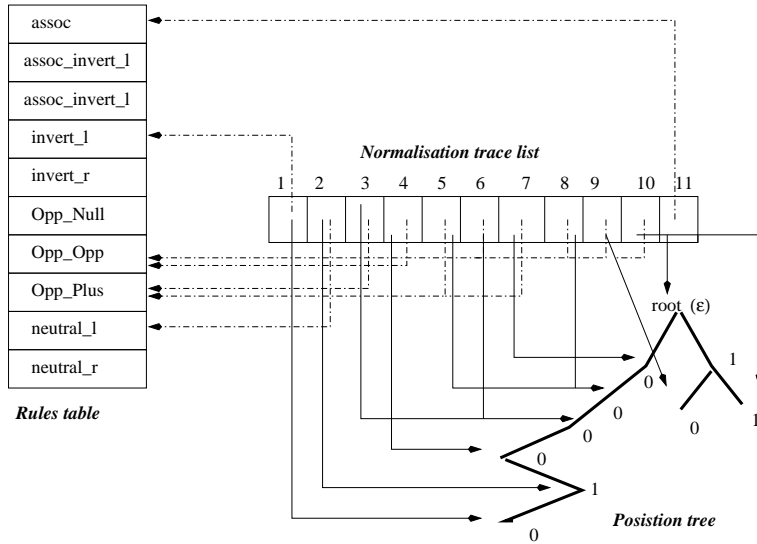 assoc
assoc_invert_l
assoc_invert_l
invert_l
invert_r
Opp_Null
Opp_Opp
Opp_Plus
neutral_l
neutral_r
Rules table
Normalisation trace list
1 2 3 4 5 6 7 8 9 10 11
root (ε)
1
0
0
1
0
0
0
1
0
Posistion tree